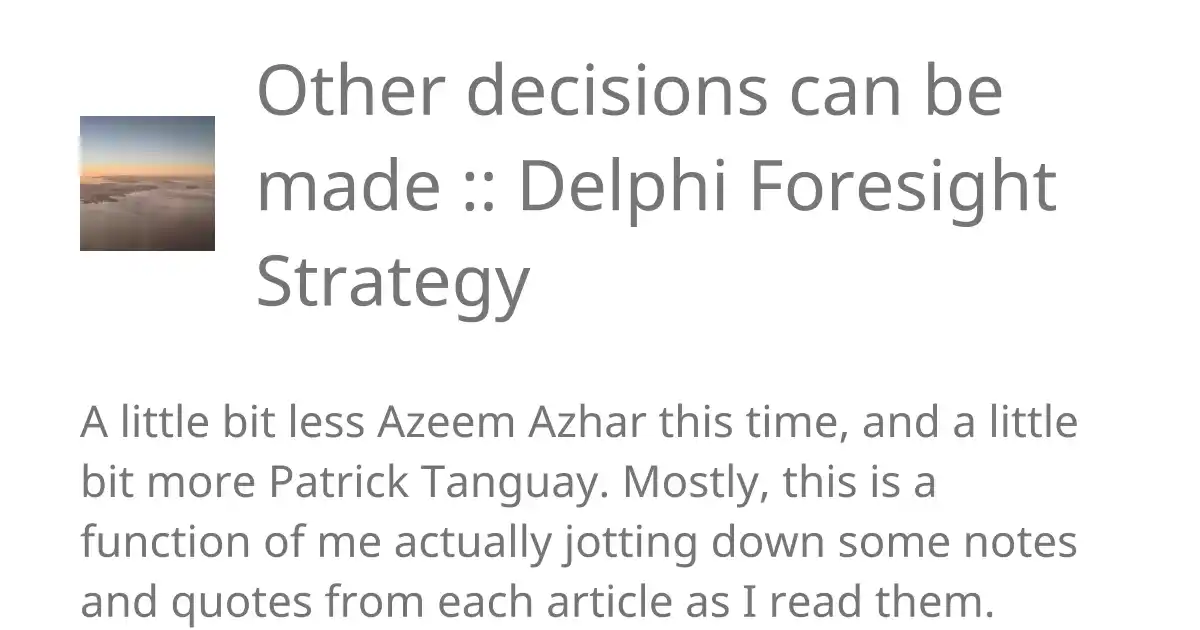 Other decisions can be
made :: Delphi Foresight
Strategy
A little bit less Azeem Azhar this time, and a little
bit more Patrick Tanguay. Mostly, this is a
function of me actually jotting down some notes
and quotes from each article as I read them.